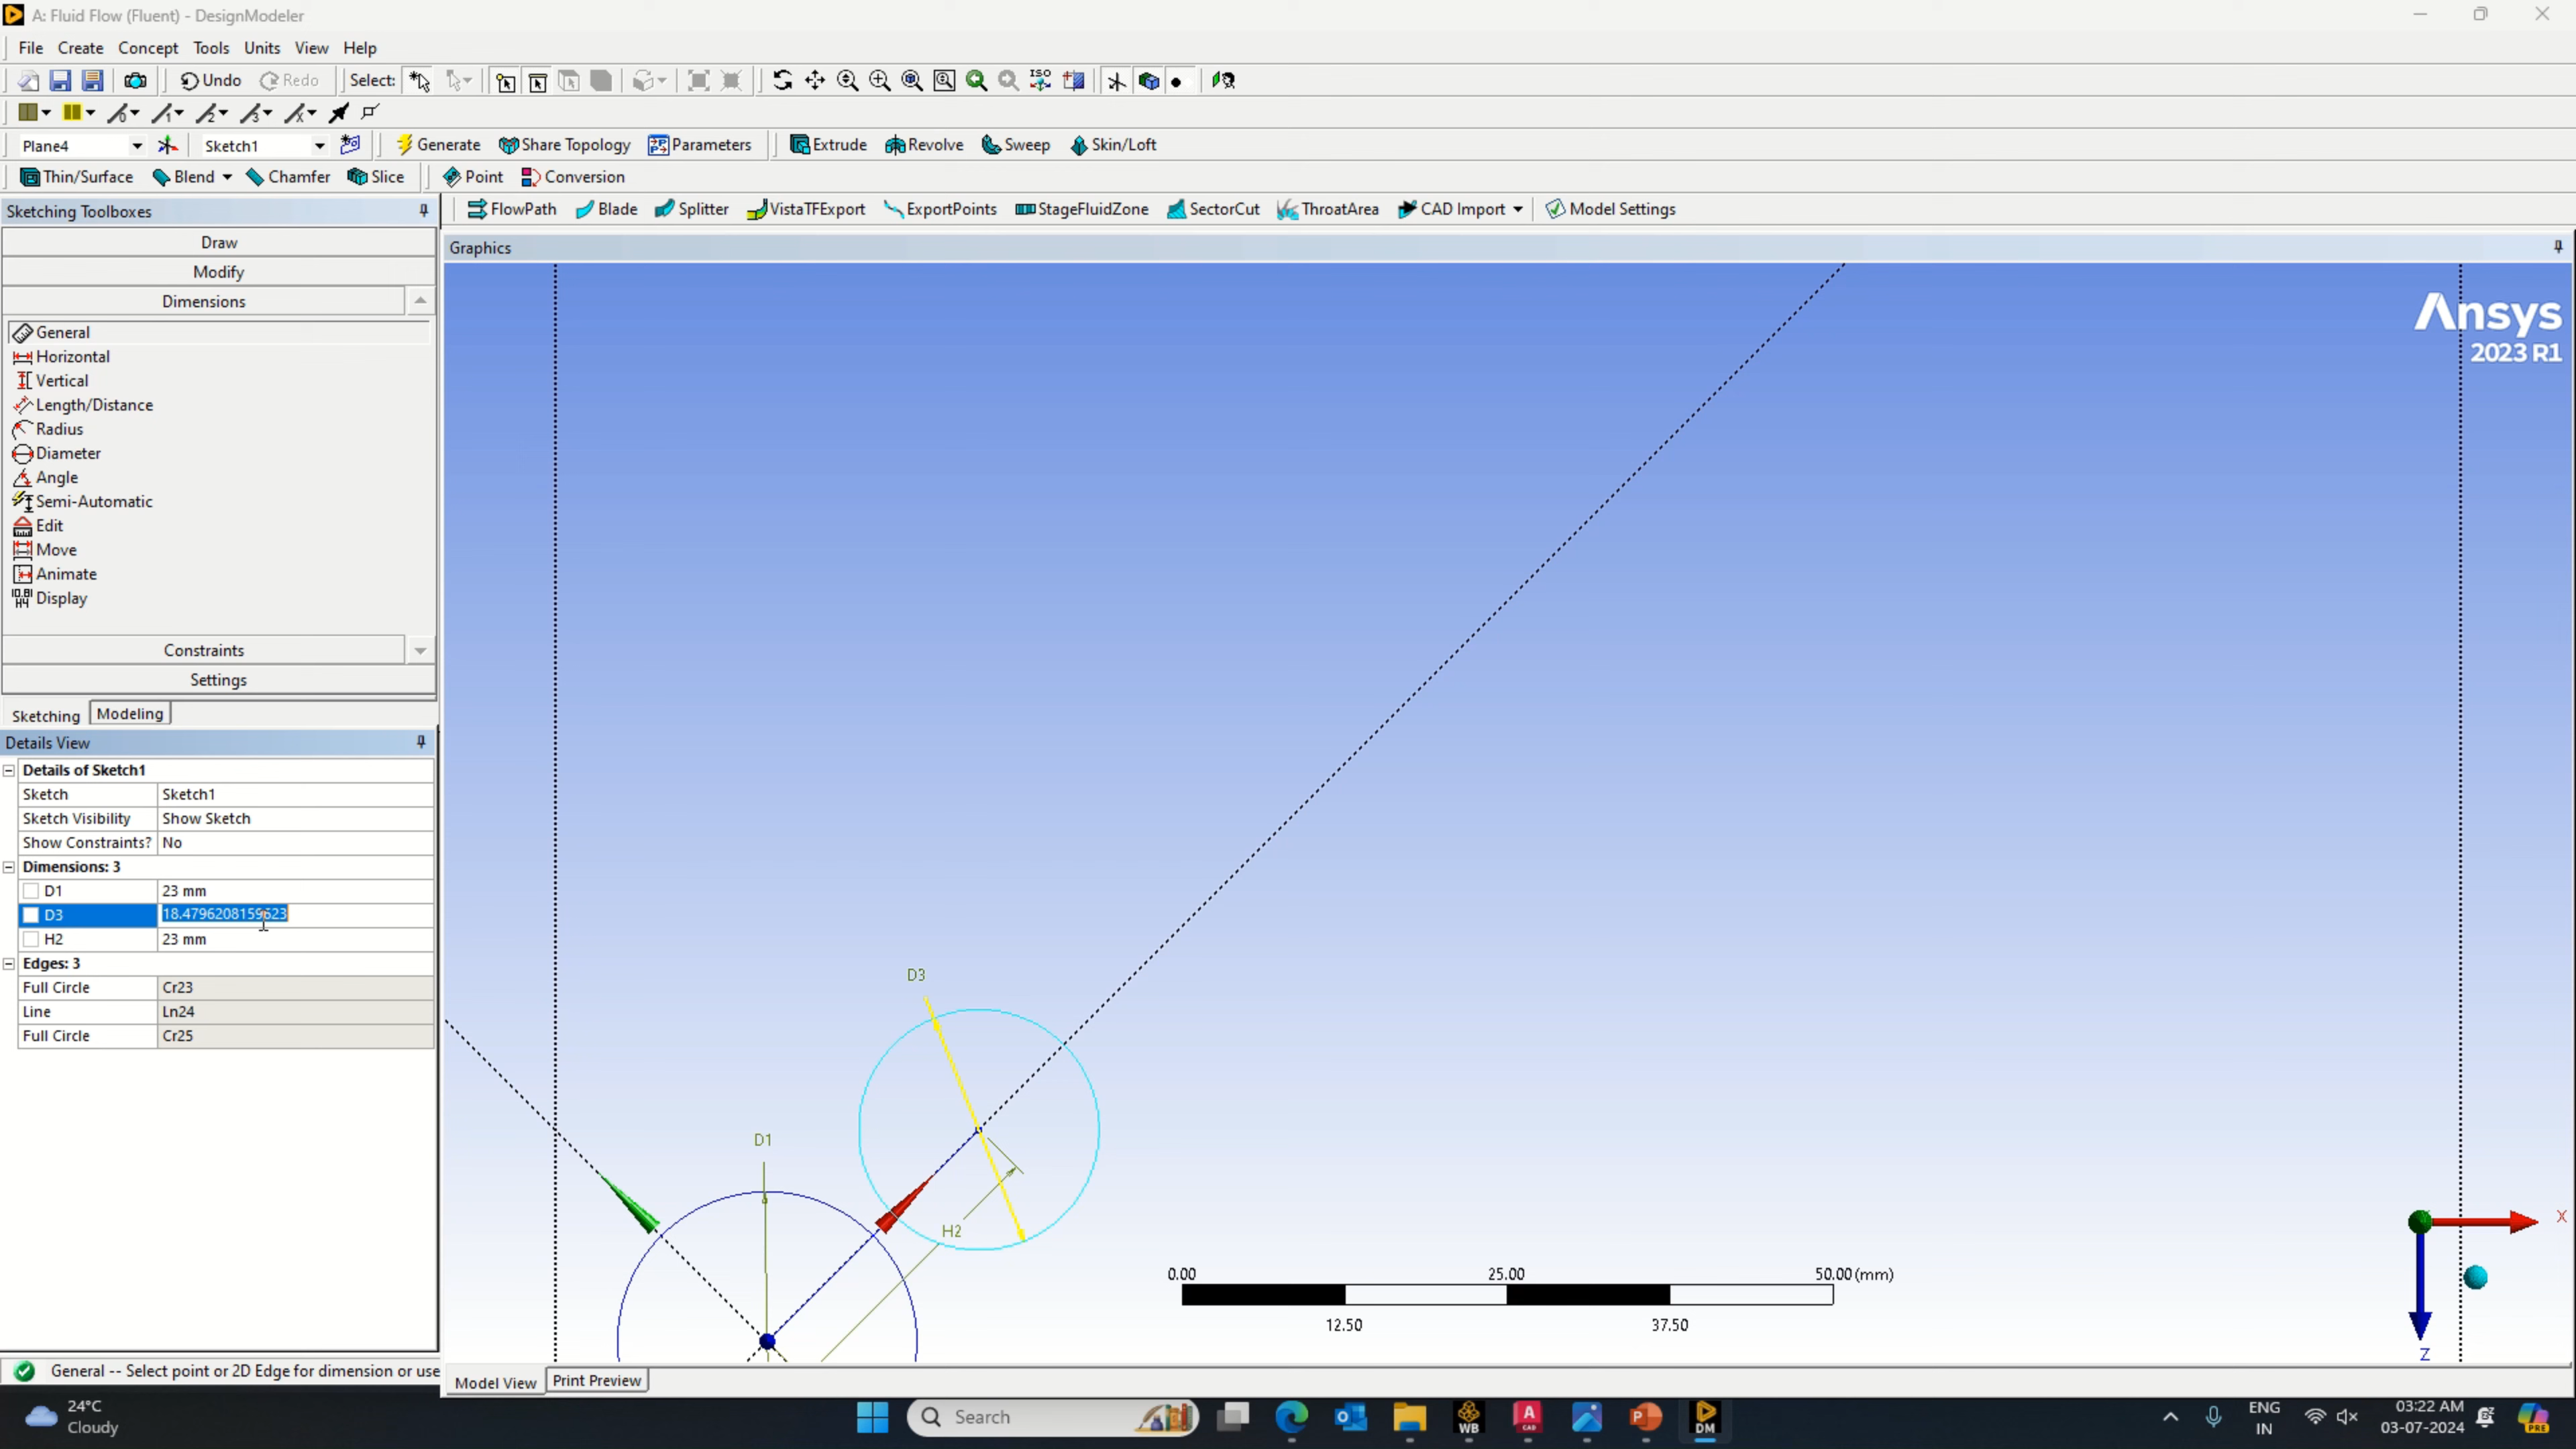 A: Fluid Flow (Fluent) - DesignModeler
File Create Concept Tools Units View Help
Undo Redo Select: ISO
Plane4 Sketch1 Generate Share Topology Parameters Extrude Revolve Sweep Skin/Loft
Thin/Surface Blend Chamfer Slice Point Conversion
FlowPath Blade Splitter VistaTFExport ExportPoints StageFluidZone SectorCut ThroatArea CAD Import Model Settings
Sketching Toolboxes
Draw
Modify
Dimensions
General
Horizontal
Vertical
Length/Distance
Radius
Diameter
Angle
Semi-Automatic
Edit
Move
Animate
Display
Constraints
Settings
Sketching Modeling
Details View
Details of Sketch1
Sketch Sketch1
Sketch Visibility Show Sketch
Show Constraints? No
Dimensions: 3
D1 23 mm
D3 18.4796208159623
H2 23 mm
Edges: 3
Full Circle Cr23
Line Ln24
Full Circle Cr25
General -- Select point or 2D Edge for dimension or use
Graphics
Ansys
2023 R1
D3
D1
H2
0.00 25.00 50.00 (mm)
12.50 37.50
X
Z
Model View Print Preview
24°C
Cloudy
Search
WB
A
CAD
P
DM
ENG
IN
03:22 AM
03-07-2024
PRE